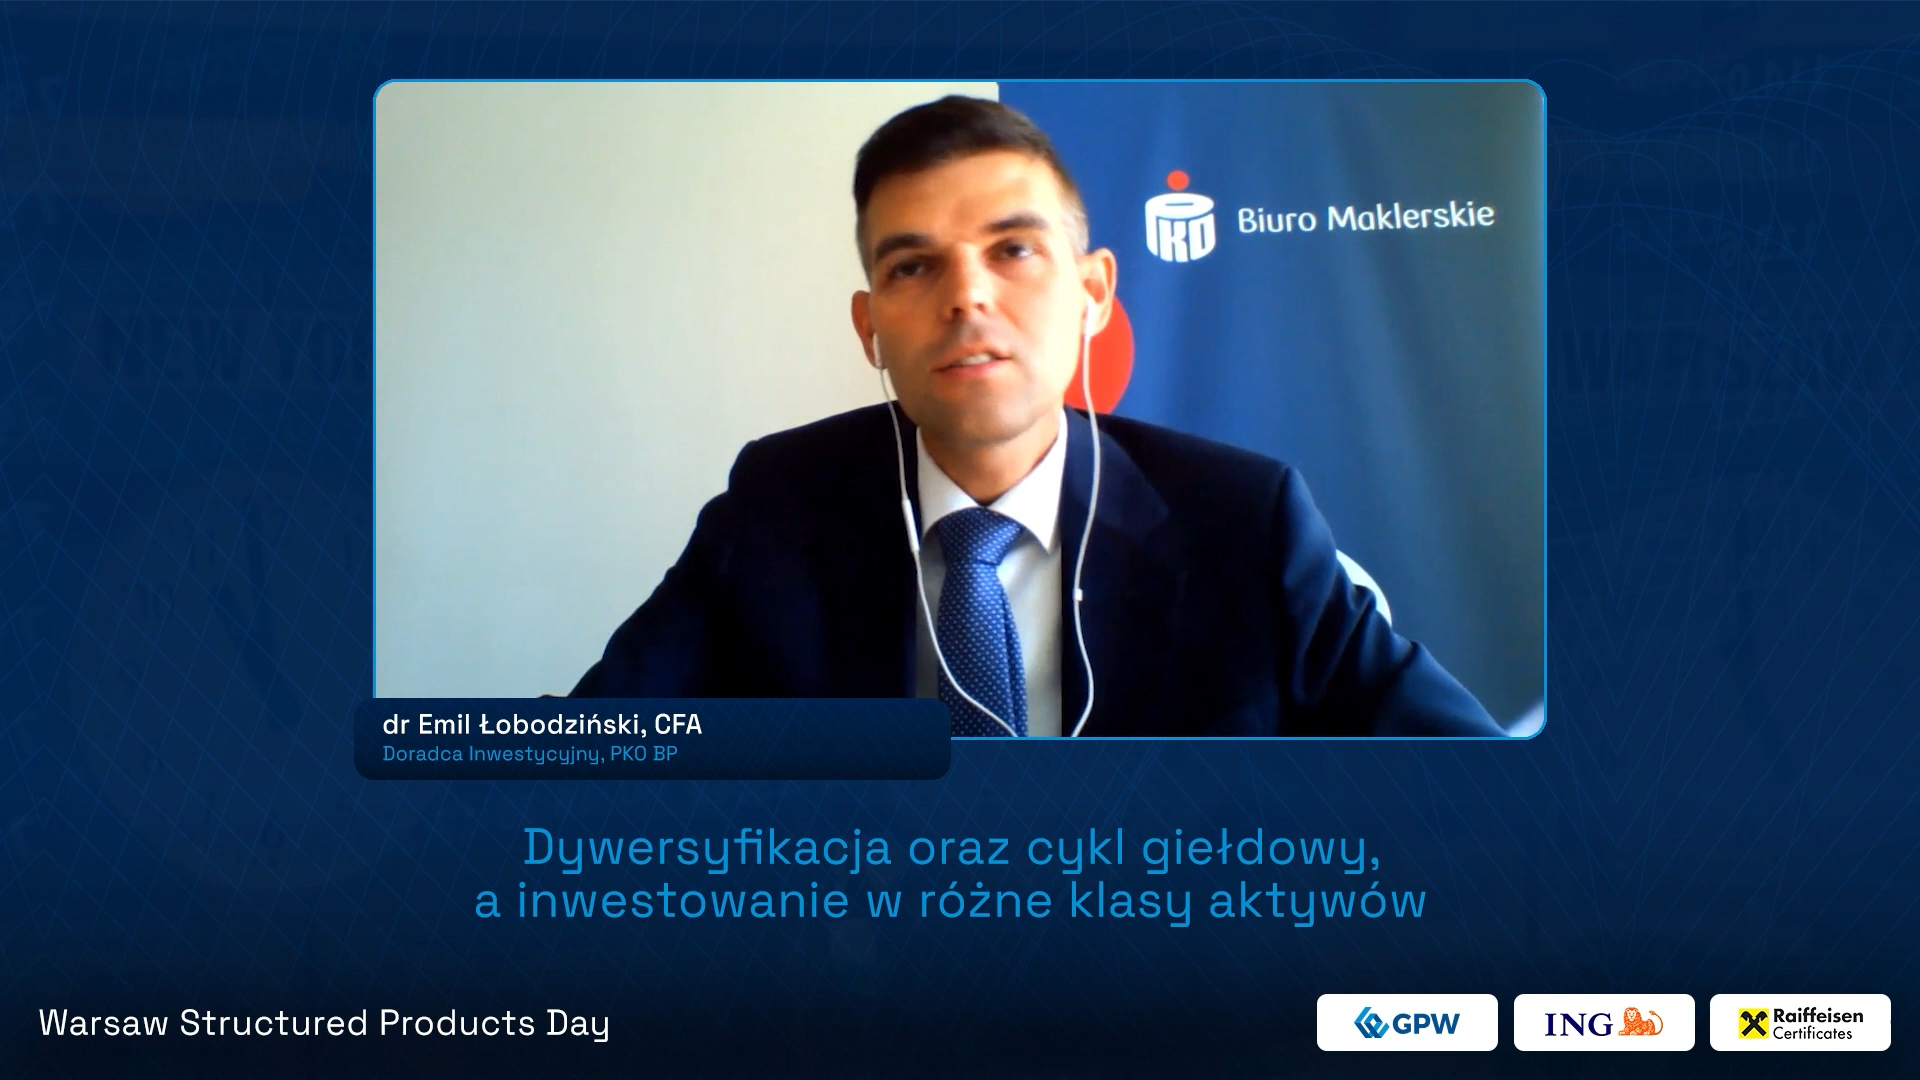 PKO Biuro Maklerskie
dr Emil Łobodziński, CFA
Doradca Inwestycyjny, PKO BP
Dywersyfikacja oraz cykl giełdowy,
a inwestowanie w różne klasy aktywów
Warsaw Structured Products Day
GPW
ING
Raiffeisen
Certificates